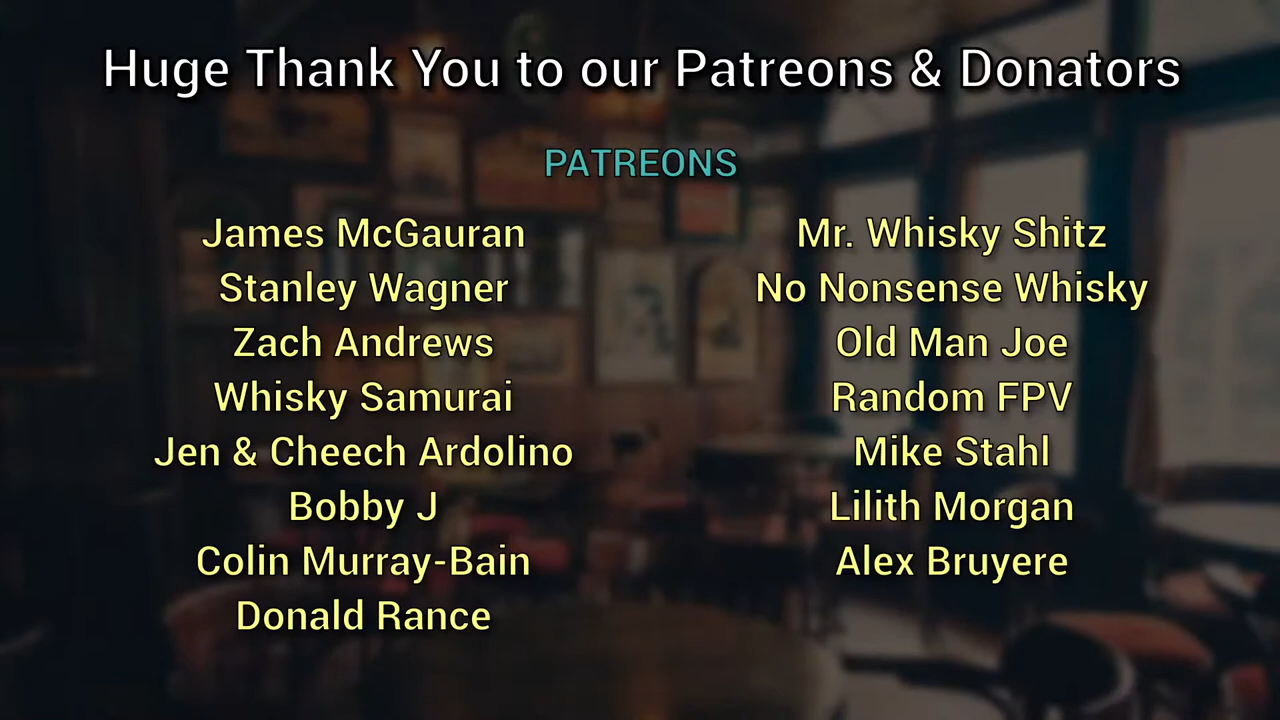 Huge Thank You to our Patreons & Donators
PATREONS
James McGauran
Stanley Wagner
Zach Andrews
Whisky Samurai
Jen & Cheech Ardolino
Bobby J
Colin Murray-Bain
Donald Rance
Mr. Whisky Shitz
No Nonsense Whisky
Old Man Joe
Random FPV
Mike Stahl
Lilith Morgan
Alex Bruyere